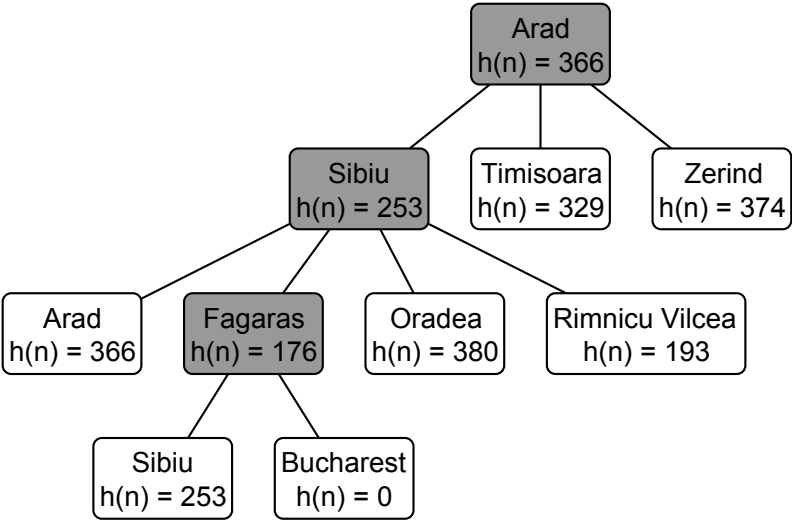 Arad
h(n) = 366
Sibiu
h(n) = 253
Timisoara
h(n) = 329
Zerind
h(n) = 374
Arad
h(n) = 366
Fagaras
h(n) = 176
Oradea
h(n) = 380
Rimnicu Vilcea
h(n) = 193
Sibiu
h(n) = 253
Bucharest
h(n) = 0